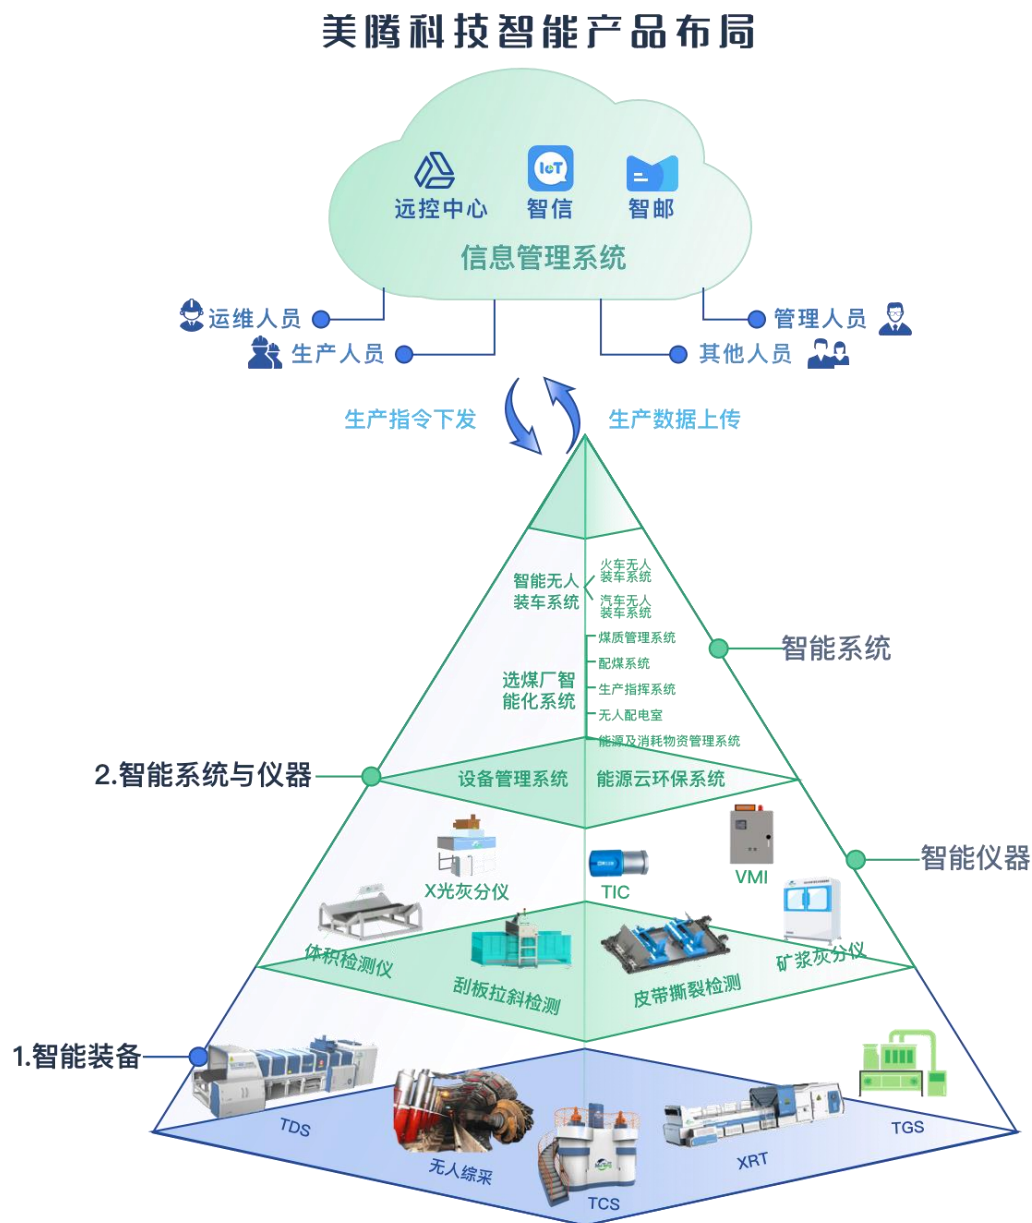 美腾科技智能产品布局
IoT
远控中心
智信
智邮
信息管理系统
运维人员
管理人员
生产人员
其他人员
生产指令下发
生产数据上传
智能无人
装车系统
火车无人
装车系统
汽车无人
装车系统
选煤厂智
能化系统
煤质管理系统
配煤系统
生产指挥系统
无人配电室
能源及消耗物资管理系统
智能系统
2.智能系统与仪器
设备管理系统
能源云环保系统
智能仪器
X光灰分仪
TIC
VMI
体积检测仪
刮板拉斜检测
皮带撕裂检测
矿浆灰分仪
1.智能装备
TDS
无人综采
TCS
XRT
TGS